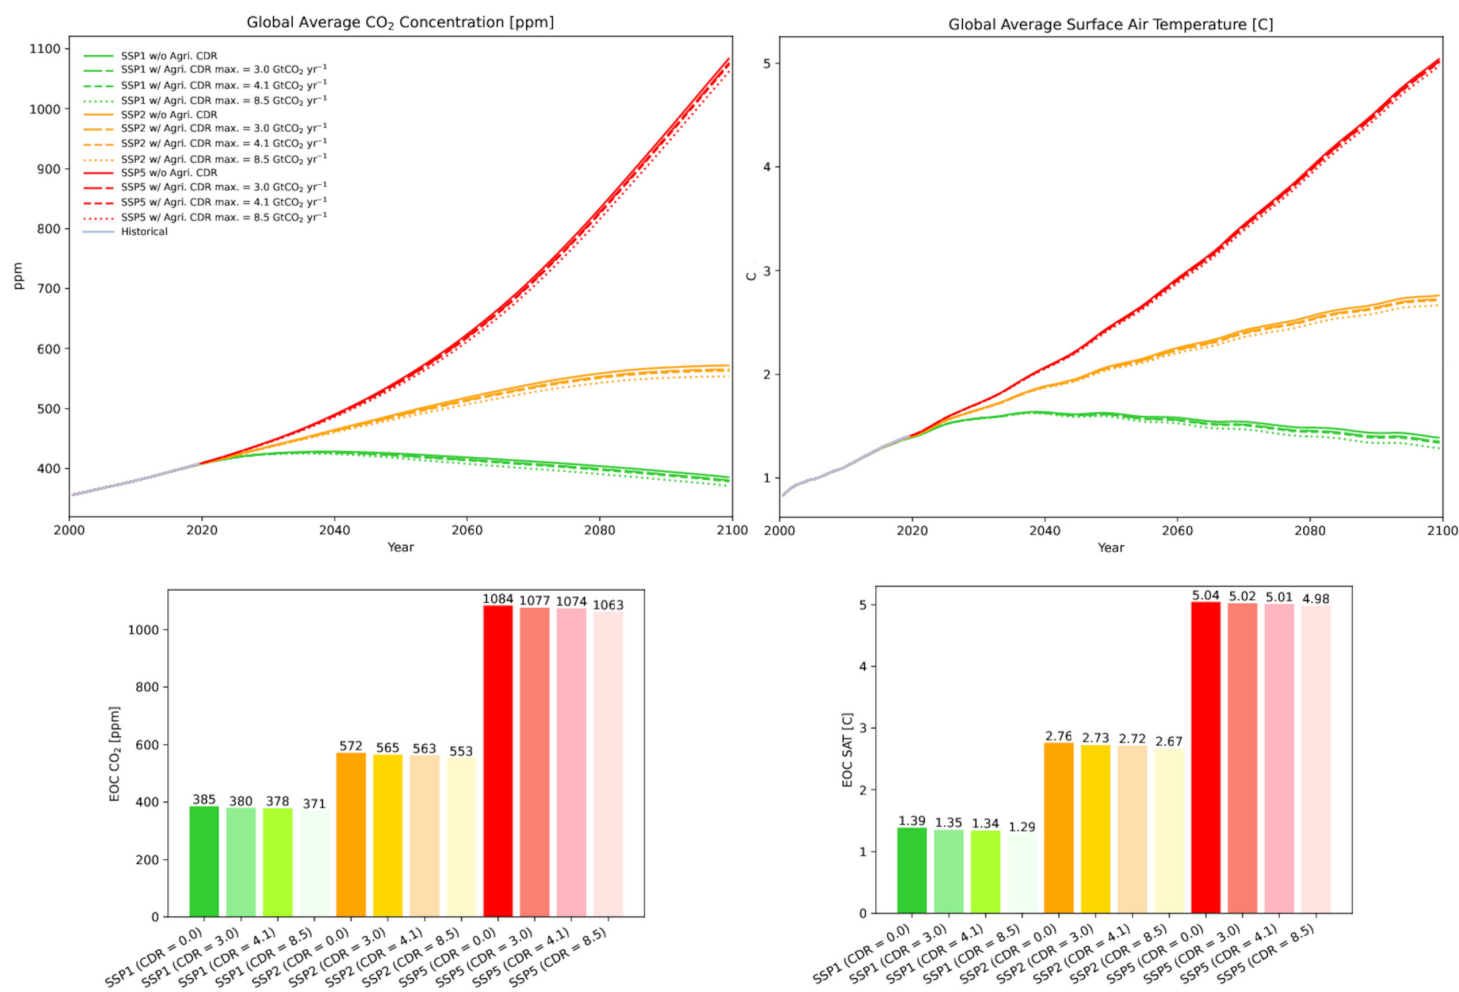 Global Average CO₂ Concentration [ppm]
1100
1000
900
800
700
600
500
400
ppm
SSP1 w/o Agri. CDR
SSP1 w/ Agri. CDR max. = 3.0 GtCO₂ yr⁻¹
SSP1 w/ Agri. CDR max. = 4.1 GtCO₂ yr⁻¹
SSP1 w/ Agri. CDR max. = 8.5 GtCO₂ yr⁻¹
SSP2 w/o Agri. CDR
SSP2 w/ Agri. CDR max. = 3.0 GtCO₂ yr⁻¹
SSP2 w/ Agri. CDR max. = 4.1 GtCO₂ yr⁻¹
SSP2 w/ Agri. CDR max. = 8.5 GtCO₂ yr⁻¹
SSP5 w/o Agri. CDR
SSP5 w/ Agri. CDR max. = 3.0 GtCO₂ yr⁻¹
SSP5 w/ Agri. CDR max. = 4.1 GtCO₂ yr⁻¹
SSP5 w/ Agri. CDR max. = 8.5 GtCO₂ yr⁻¹
Historical
2000 2020 2040 2060 2080 2100
Year
Global Average Surface Air Temperature [C]
5
4
3
2
1
C
2000 2020 2040 2060 2080 2100
Year
EOC CO₂ [ppm]
1000
800
600
400
200
0
385 380 378 371 572 565 563 553 1084 1077 1074 1063
SSP1 (CDR = 0.0)
SSP1 (CDR = 3.0)
SSP1 (CDR = 4.1)
SSP1 (CDR = 8.5)
SSP2 (CDR = 0.0)
SSP2 (CDR = 3.0)
SSP2 (CDR = 4.1)
SSP2 (CDR = 8.5)
SSP5 (CDR = 0.0)
SSP5 (CDR = 3.0)
SSP5 (CDR = 4.1)
SSP5 (CDR = 8.5)
EOC SAT [C]
5
4
3
2
1
0
1.39 1.35 1.34 1.29 2.76 2.73 2.72 2.67 5.04 5.02 5.01 4.98
SSP1 (CDR = 0.0)
SSP1 (CDR = 3.0)
SSP1 (CDR = 4.1)
SSP1 (CDR = 8.5)
SSP2 (CDR = 0.0)
SSP2 (CDR = 3.0)
SSP2 (CDR = 4.1)
SSP2 (CDR = 8.5)
SSP5 (CDR = 0.0)
SSP5 (CDR = 3.0)
SSP5 (CDR = 4.1)
SSP5 (CDR = 8.5)